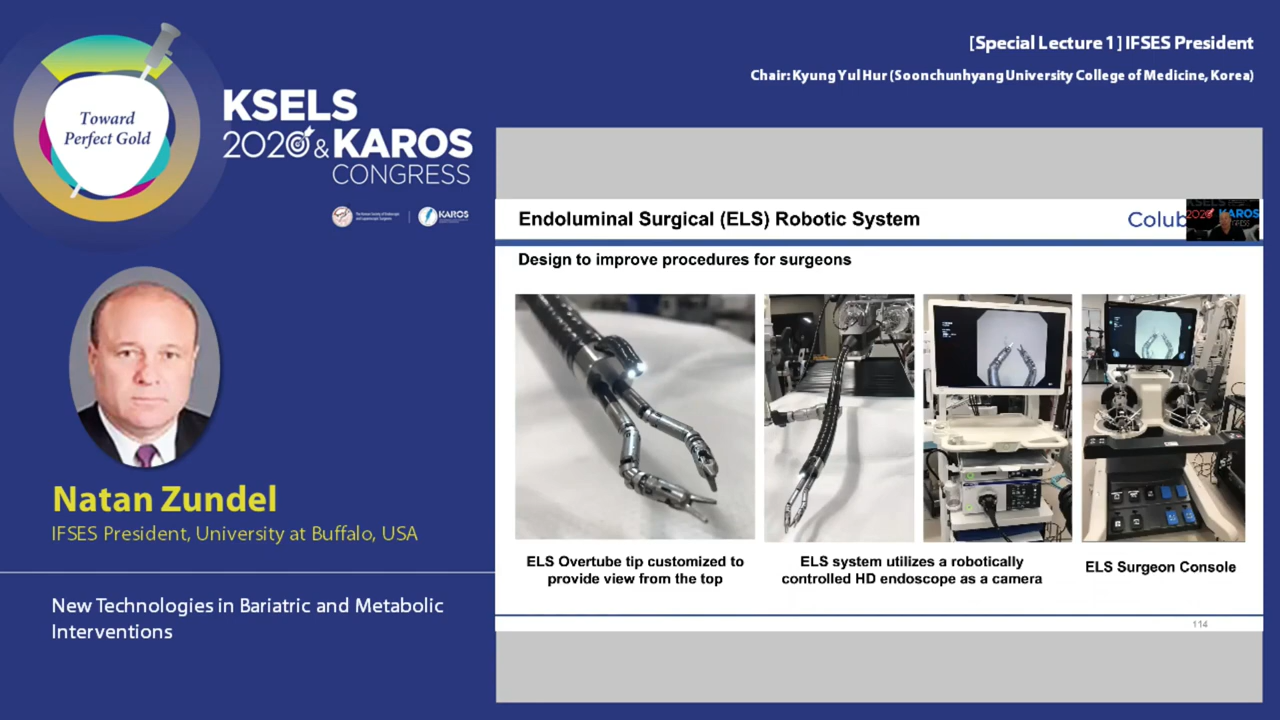 [Special Lecture 1] IFSES President
Chair: Kyung Yul Hur (Soonchunhyang University College of Medicine, Korea)
Toward
Perfect Gold
KSELS
2020 & KAROS
CONGRESS
KAROS
Natan Zundel
IFSES President, University at Buffalo, USA
New Technologies in Bariatric and Metabolic
Interventions
Endoluminal Surgical (ELS) Robotic System
Colub
2020 KAROS
Design to improve procedures for surgeons
ELS Overtube tip customized to
provide view from the top
ELS system utilizes a robotically
controlled HD endoscope as a camera
ELS Surgeon Console
114